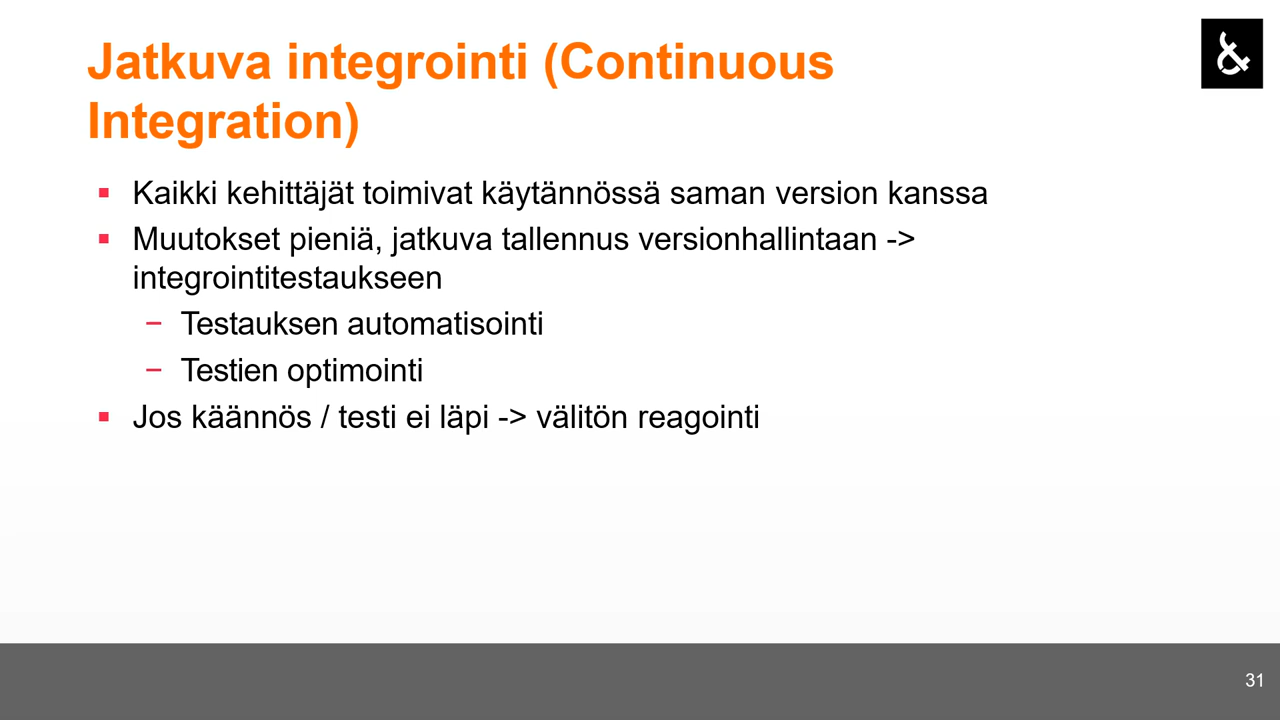 Jatkuva integrointi (Continuous
Integration)
&
▪ Kaikki kehittäjät toimivat käytännössä saman version kanssa
▪ Muutokset pieniä, jatkuva tallennus versionhallintaan ->
integrointitestaukseen
– Testauksen automatisointi
– Testien optimointi
▪ Jos käännös / testi ei läpi -> välitön reagointi
31